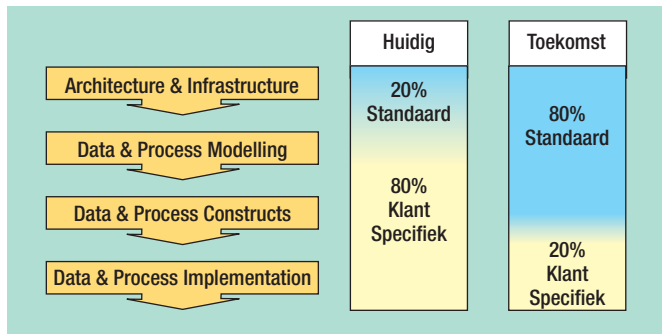 Architecture & Infrastructure
Data & Process Modelling
Data & Process Constructs
Data & Process Implementation
Huidig
20%
Standaard
80%
Klant
Specifiek
Toekomst
80%
Standaard
20%
Klant
Specifiek